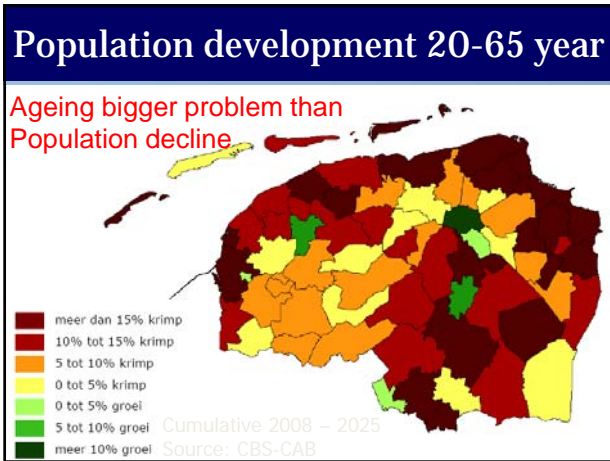 Population development 20-65 year
Ageing bigger problem than
Population decline
meer dan 15% krimp
10% tot 15% krimp
5 tot 10% krimp
0 tot 5% krimp
0 tot 5% groei
5 tot 10% groei
meer 10% groei
Cumulative 2008 – 2025
Source: CBS-CAB